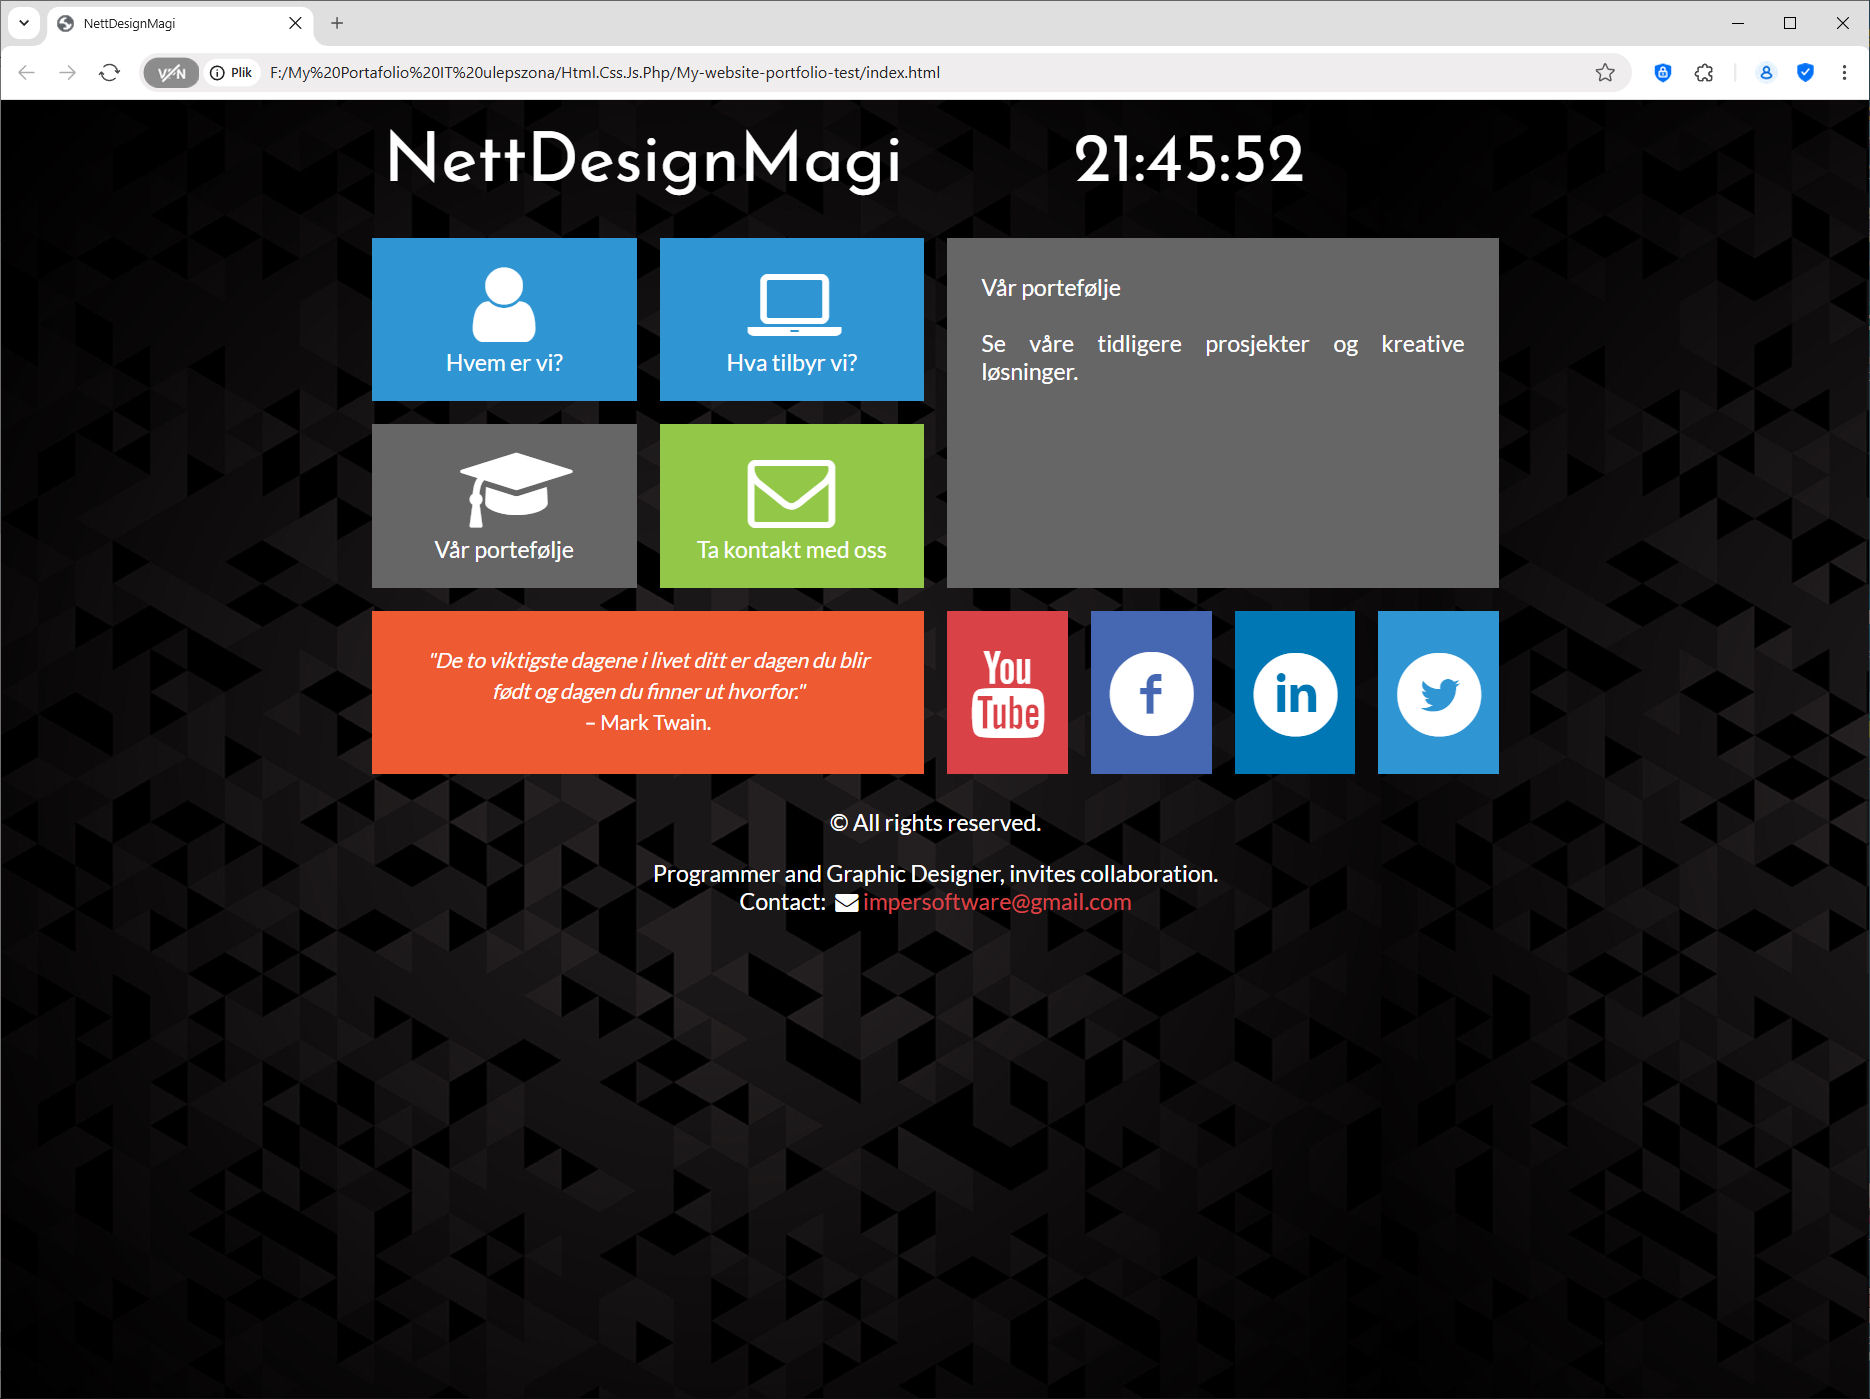 NettDesignMagi
VPN
Plik
F:/My%20Portafolio%20IT%20ulepszona/Html.Css.Js.Php/My-website-portfolio-test/index.html
NettDesignMagi
21:45:52
Hvem er vi?
Hva tilbyr vi?
Vår portefølje
Se våre tidligere prosjekter og kreative
løsninger.
Vår portefølje
Ta kontakt med oss
"De to viktigste dagene i livet ditt er dagen du blir
født og dagen du finner ut hvorfor."
– Mark Twain.
You
Tube
f
in
© All rights reserved.
Programmer and Graphic Designer, invites collaboration.
Contact: impersoftware@gmail.com